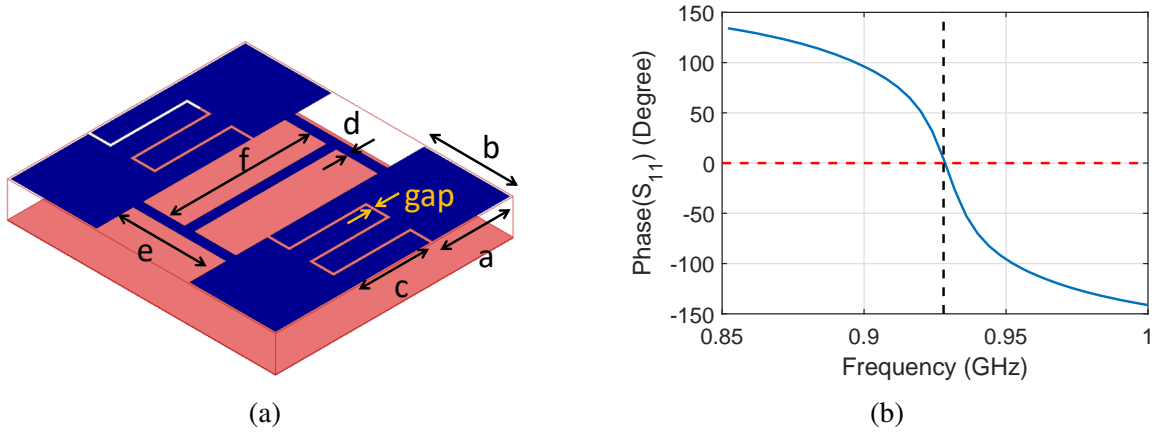 d
b
f
gap
e
a
c
(a)
150
100
50
0
-50
-100
-150
0.85
0.9
0.95
1
Phase(S11) (Degree)
Frequency (GHz)
(b)